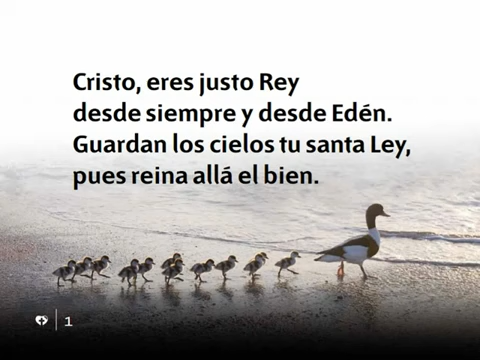 Cristo, eres justo Rey
desde siempre y desde Edén.
Guardan los cielos tu santa Ley,
pues reina allá el bien.
1